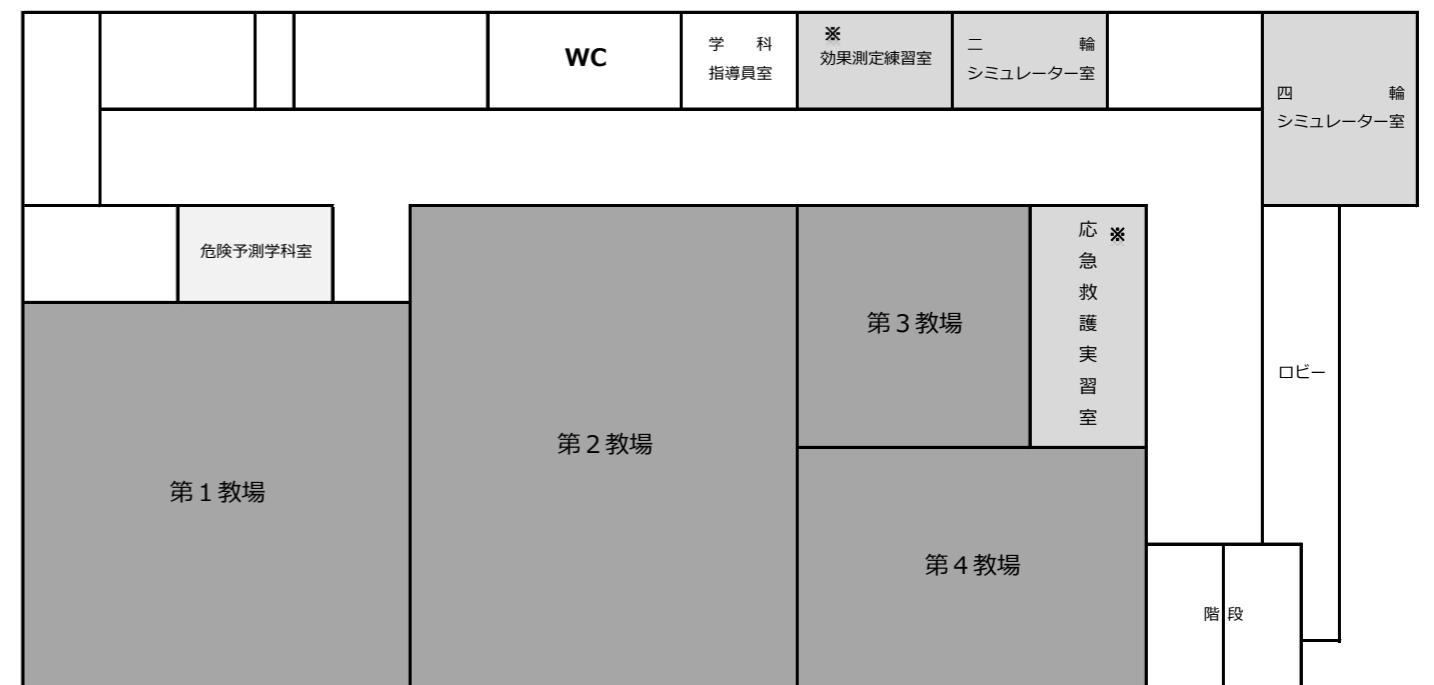 WC
学　科
指導員室
※
効果測定練習室
二　輪
シミュレーター室
四　輪
シミュレーター室
危険予測学科室
第１教場
第２教場
第３教場
応急救護実習室
※
第４教場
ロビー
階段